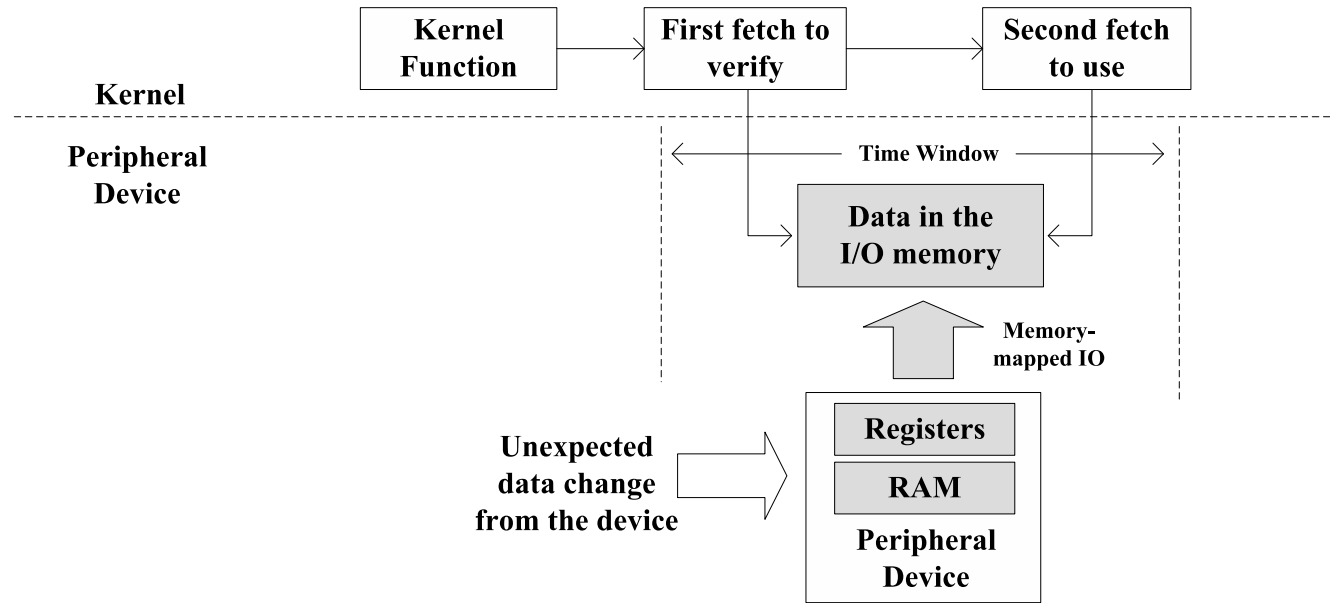 Kernel
Function
First fetch to
verify
Second fetch
to use
Kernel
Peripheral
Device
Time Window
Data in the
I/O memory
Memory-
mapped IO
Registers
RAM
Peripheral
Device
Unexpected
data change
from the device